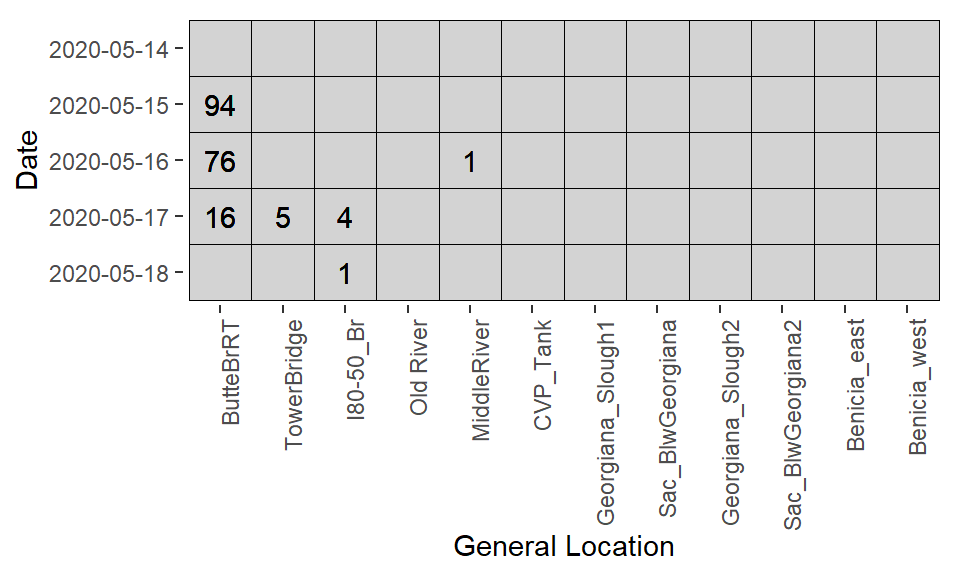 2020-05-14
2020-05-15 94
2020-05-16 76 1
2020-05-17 16 5 4
2020-05-18 1
Date
ButteBrRT
TowerBridge
I80-50_Br
Old River
MiddleRiver
CVP_Tank
Georgiana_Slough1
Sac_BlwGeorgiana
Georgiana_Slough2
Sac_BlwGeorgiana2
Benicia_east
Benicia_west
General Location